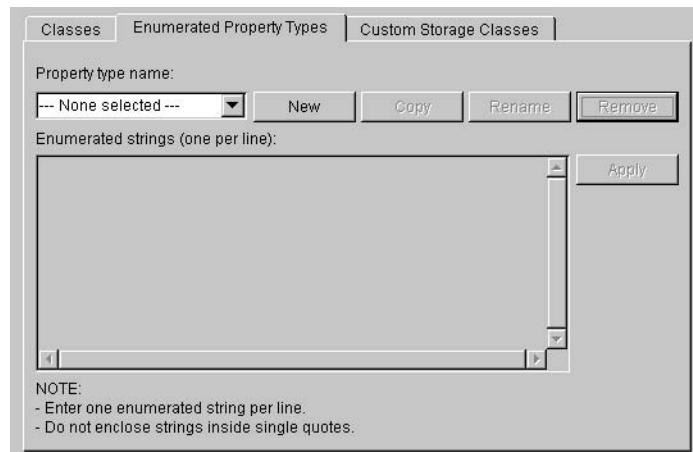 Classes Enumerated Property Types Custom Storage Classes
Property type name:
--- None selected --- New Copy Rename Remove
Enumerated strings (one per line):
Apply
NOTE:
- Enter one enumerated string per line.
- Do not enclose strings inside single quotes.